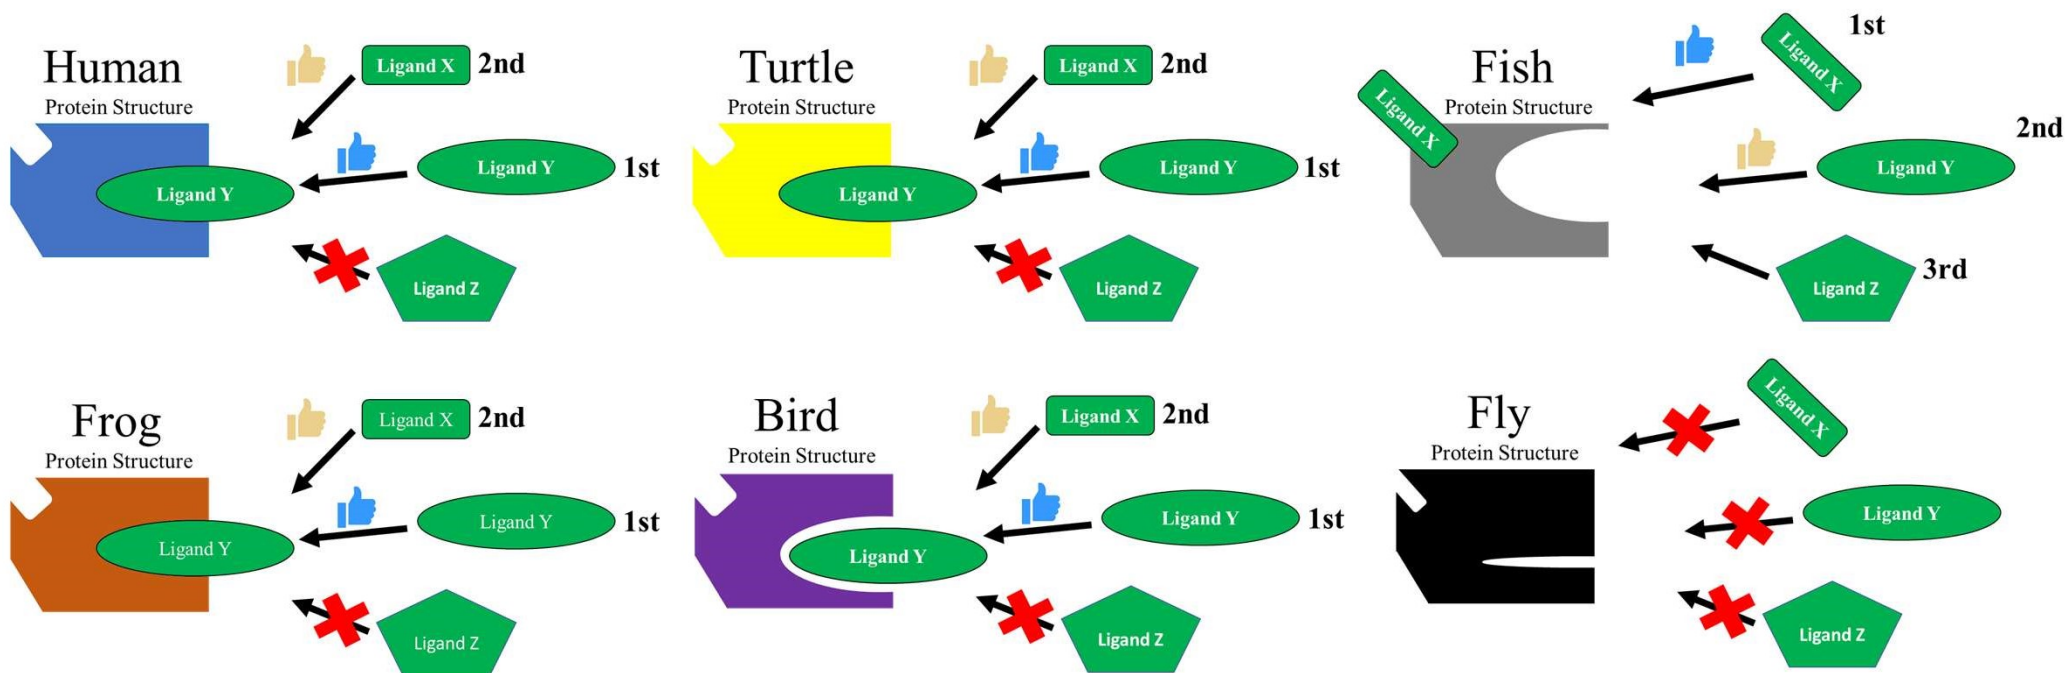 Human
Protein Structure
Ligand X
2nd
Ligand Y
Ligand Y
1st
Ligand Z
Turtle
Protein Structure
Ligand X
2nd
Ligand Y
Ligand Y
1st
Ligand Z
Fish
Protein Structure
Ligand X
Ligand X
1st
Ligand Y
2nd
Ligand Z
3rd
Frog
Protein Structure
Ligand X
2nd
Ligand Y
Ligand Y
1st
Ligand Z
Bird
Protein Structure
Ligand X
2nd
Ligand Y
Ligand Y
1st
Ligand Z
Fly
Protein Structure
Ligand X
Ligand Y
Ligand Z